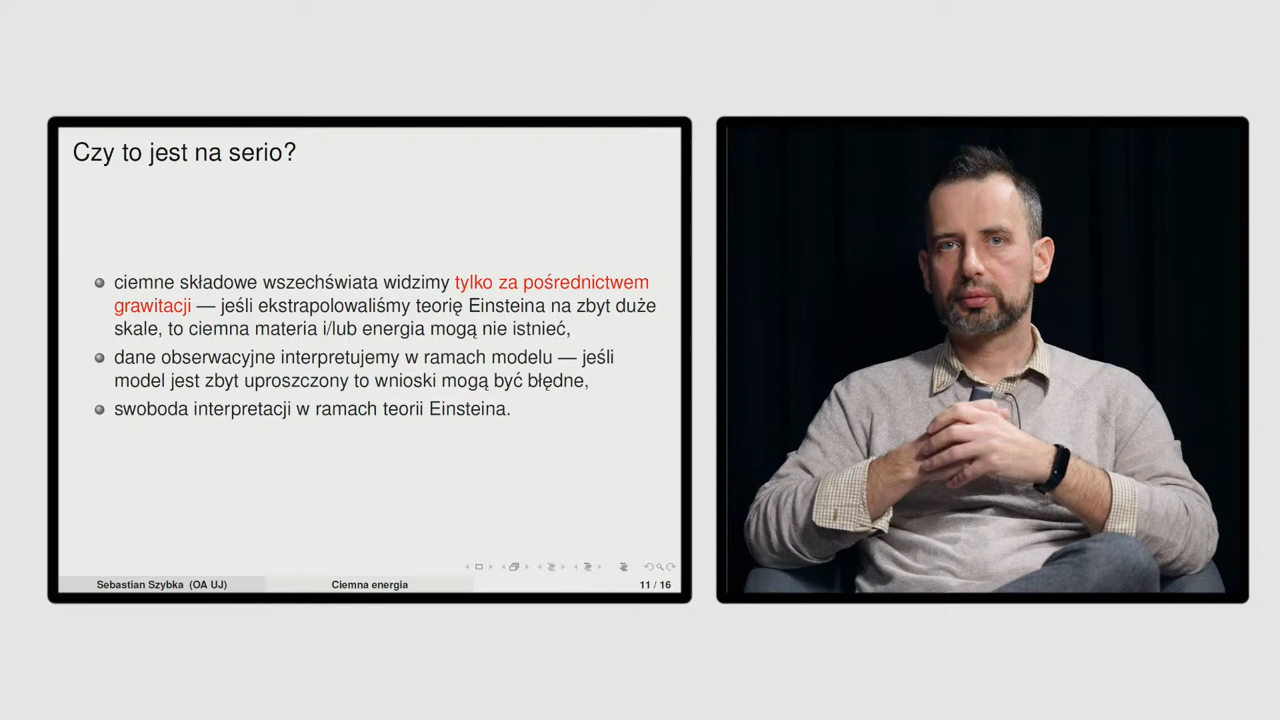 Czy to jest na serio?
ciemne składowe wszechświata widzimy tylko za pośrednictwem
grawitacji — jeśli ekstrapolowaliśmy teorię Einsteina na zbyt duże
skale, to ciemna materia i/lub energia mogą nie istnieć,
dane obserwacyjne interpretujemy w ramach modelu — jeśli
model jest zbyt uproszczony to wnioski mogą być błędne,
swoboda interpretacji w ramach teorii Einsteina.
Sebastian Szybka (OA UJ) Ciemna energia 11 / 16